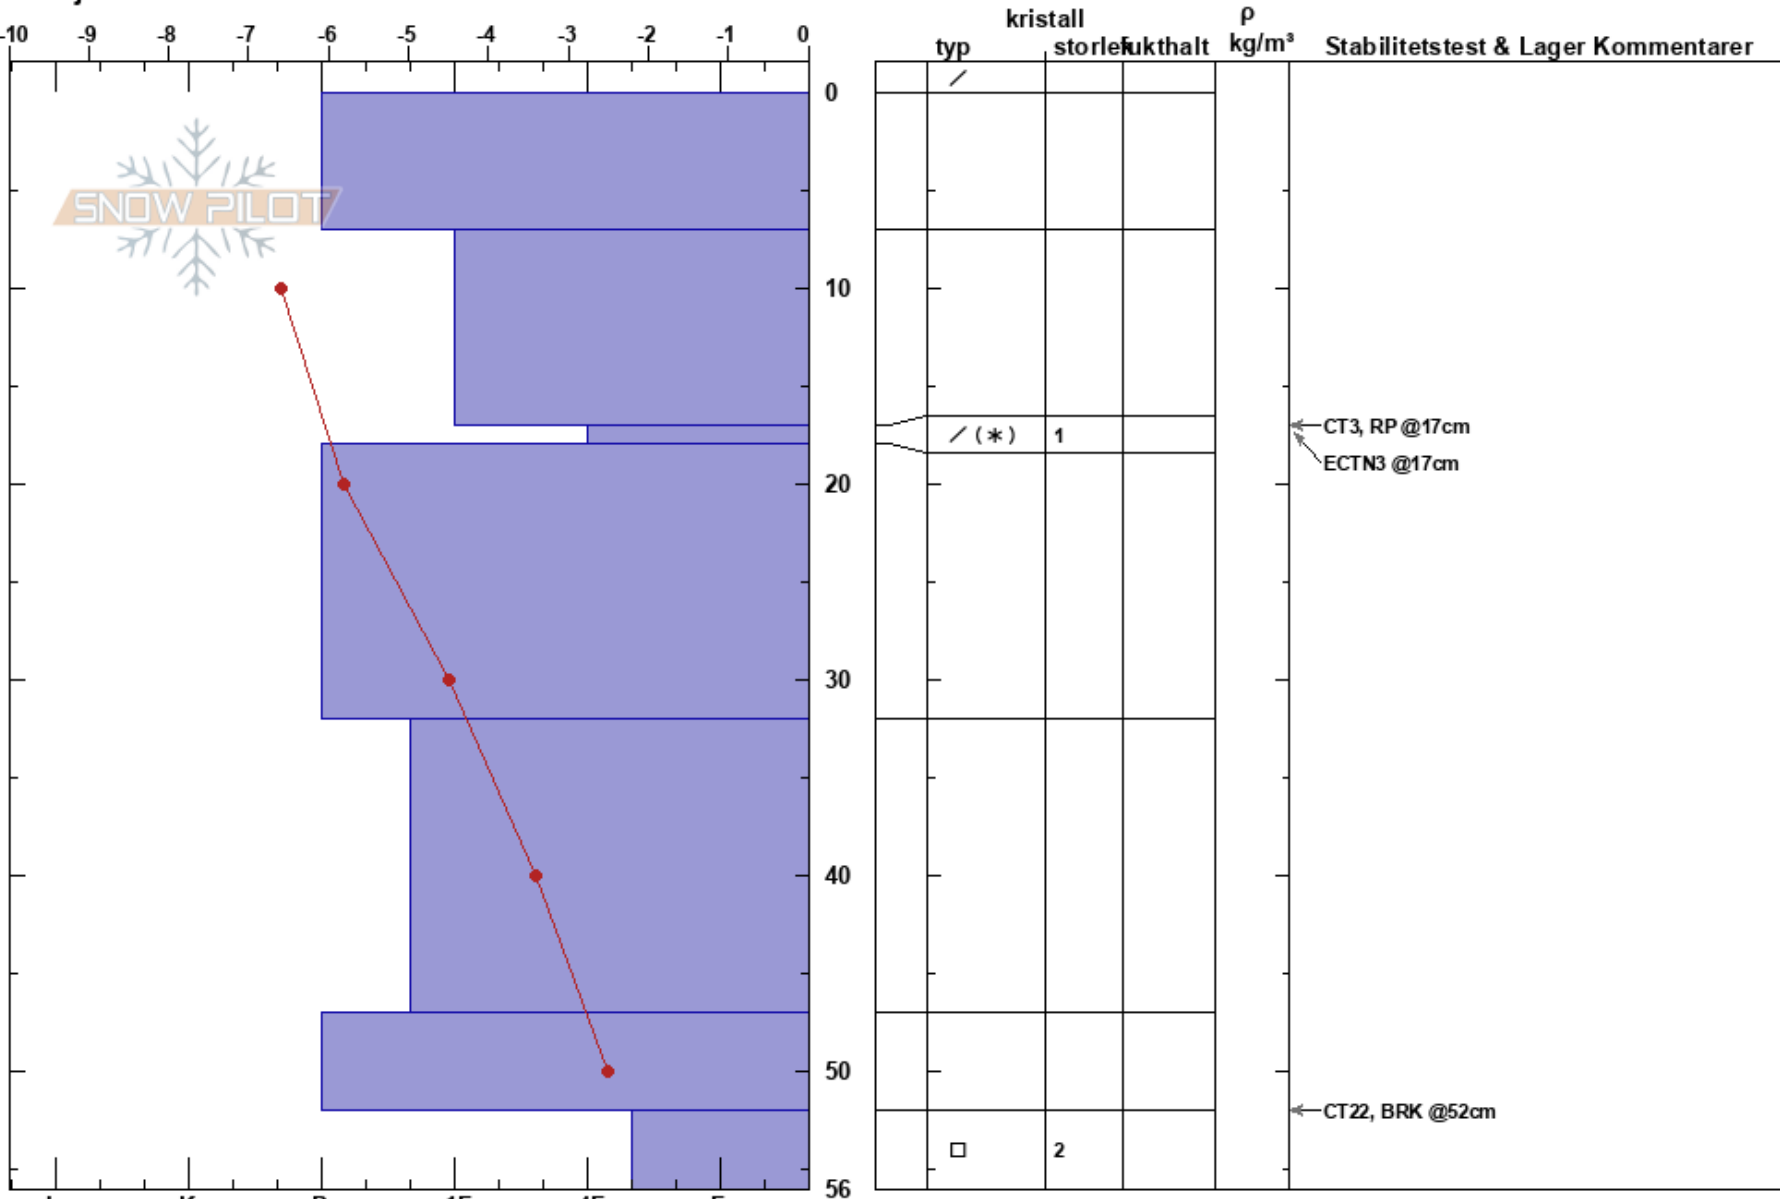 kristall ρ
-10 -9 -8 -7 -6 -5 -4 -3 -2 -1 0 typ storlek fukthalt kg/m³ Stabilitetstest & Lager Kommentarer
0
SNOW PILOT
10
CT3, RP @17cm
(*) 1
ECTN3 @17cm
20
30
40
50
CT22, BRK @52cm
2
56